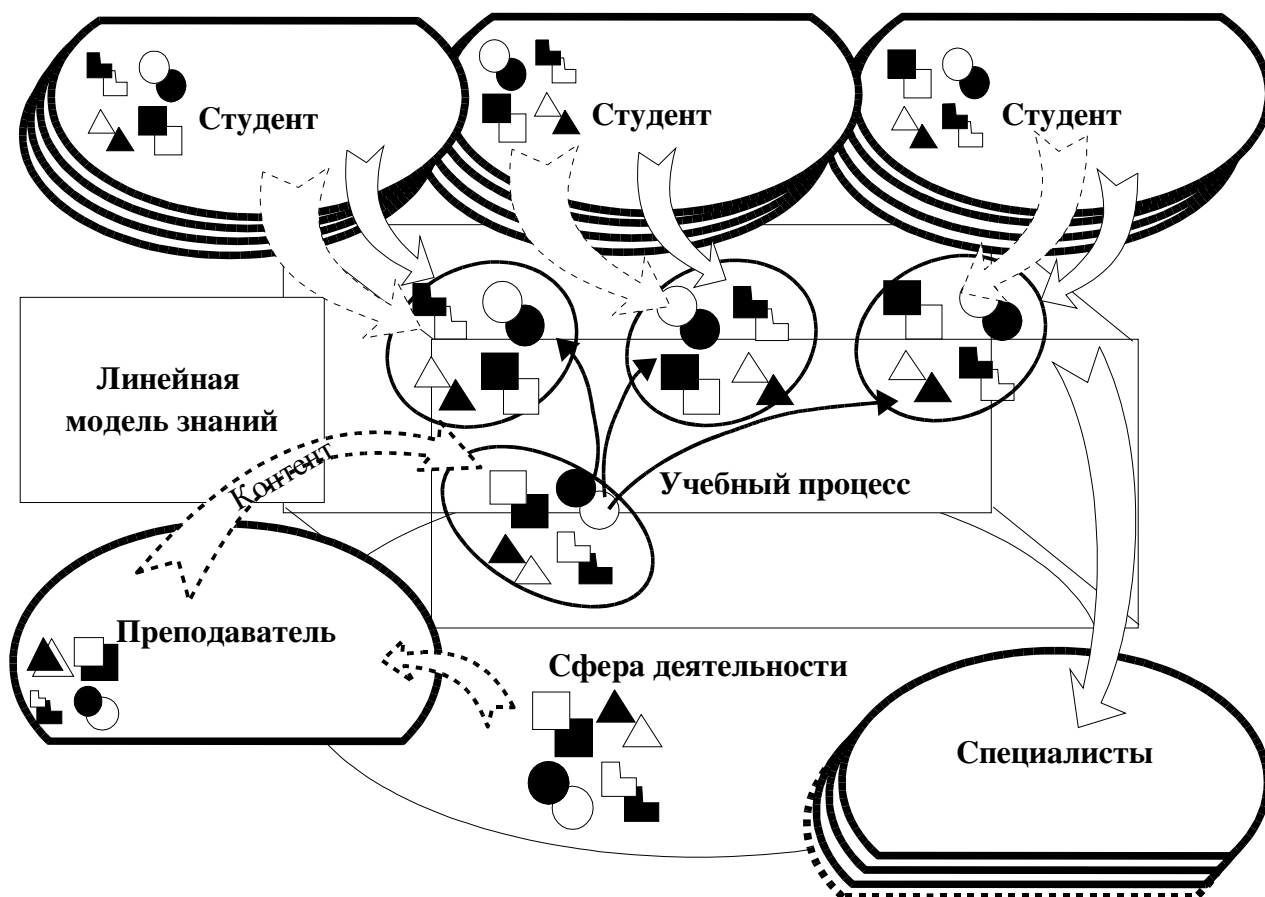 Студент
Студент
Студент
Линейная
модель знаний
Контент
Учебный процесс
Преподаватель
Сфера деятельности
Специалисты